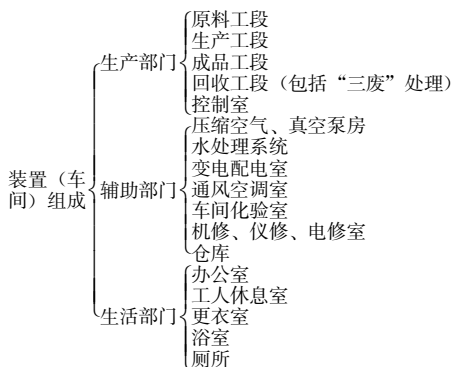 原料工段
生产工段
生产部门
成品工段
回收工段（包括“三废”处理）
控制室
压缩空气、真空泵房
水处理系统
变电配电室
装置（车
间）组成
辅助部门
通风空调室
车间化验室
机修、仪修、电修室
仓库
办公室
工人休息室
生活部门
更衣室
浴室
厕所